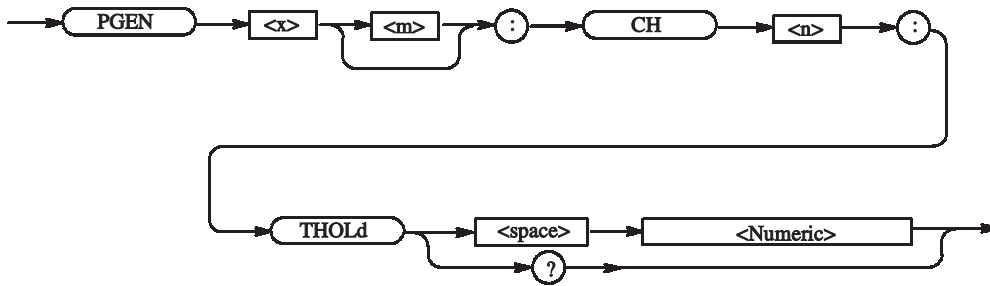 PGEN <x> <m> : CH <n> :
THOLd <space> <Numeric>
?